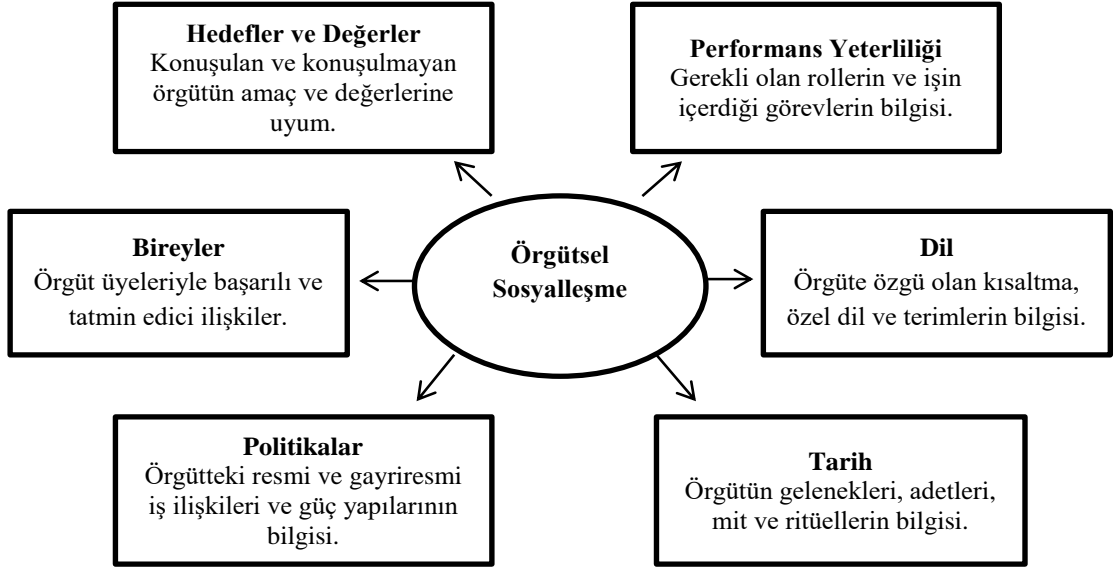 Hedefler ve Değerler
Konuşulan ve konuşulmayan
örgütün amaç ve değerlerine
uyum.
Performans Yeterliliği
Gerekli olan rollerin ve işin
içerdiği görevlerin bilgisi.
Bireyler
Örgüt üyeleriyle başarılı ve
tatmin edici ilişkiler.
Örgütsel
Sosyalleşme
Dil
Örgüte özgü olan kısaltma,
özel dil ve terimlerin bilgisi.
Politikalar
Örgütteki resmi ve gayriresmi
iş ilişkileri ve güç yapılarının
bilgisi.
Tarih
Örgütün gelenekleri, adetleri,
mit ve ritüellerin bilgisi.